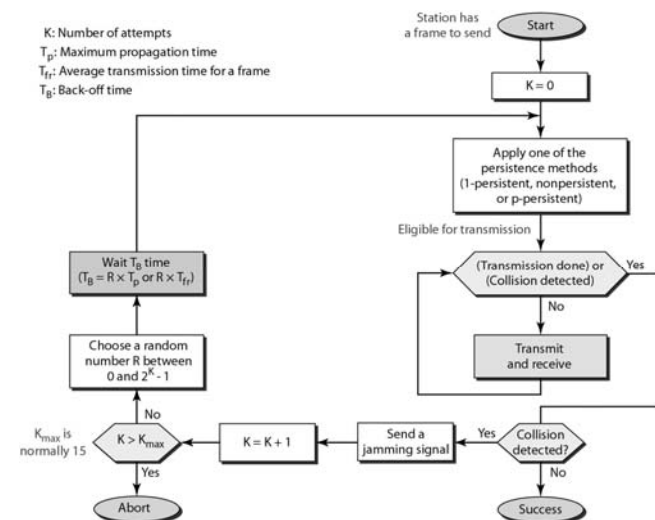 K: Number of attempts
Tp: Maximum propagation time
Tfr: Average transmission time for a frame
TB: Back-off time
Station has
a frame to send
Start
K = 0
Apply one of the
persistence methods
(1-persistent, nonpersistent,
or p-persistent)
Eligible for transmission
(Transmission done) or
(Collision detected)
Yes
No
Transmit
and receive
Wait TB time
(TB = R × Tp or R × Tfr)
Choose a random
number R between
0 and 2^K - 1
No
Kmax is
normally 15
K > Kmax
Yes
Abort
K = K + 1
Send a
jamming signal
Yes
Collision
detected?
No
Success